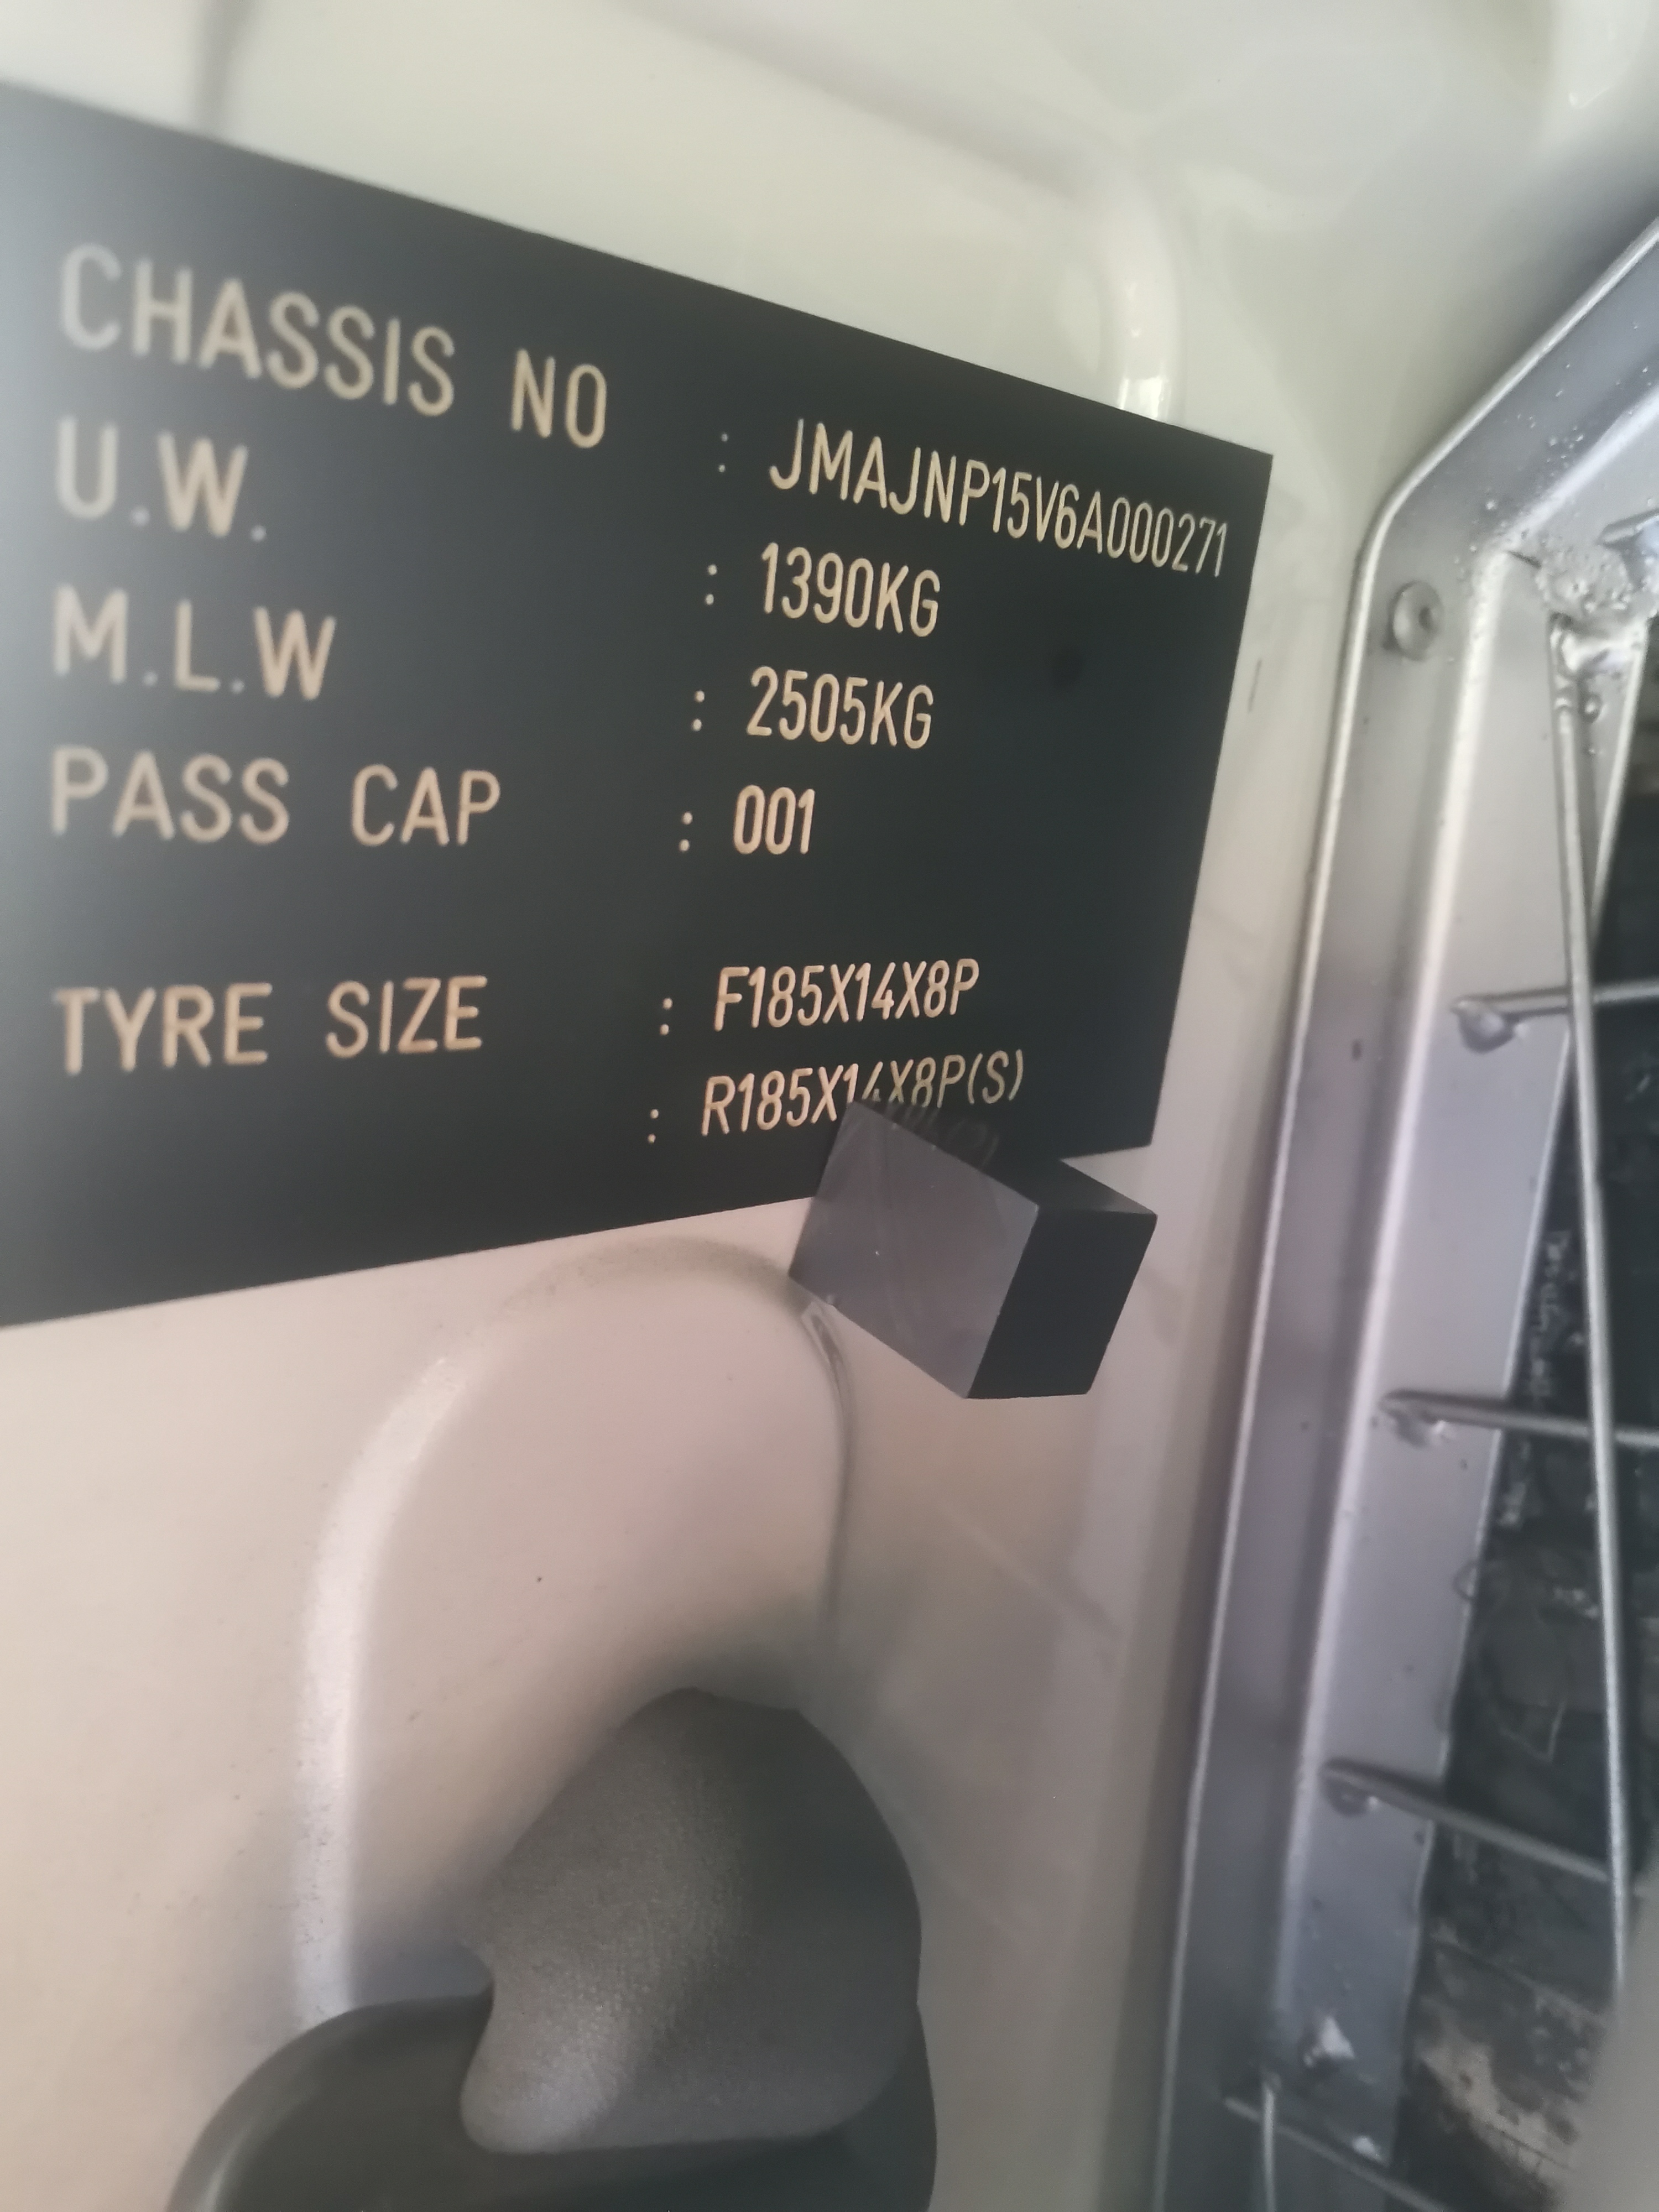 CHASSIS NO : JMAJNP15V6A000271
U.W. : 1390KG
M.L.W : 2505KG
PASS CAP : 001
TYRE SIZE : F185X14X8P
: R185X14X8P(S)